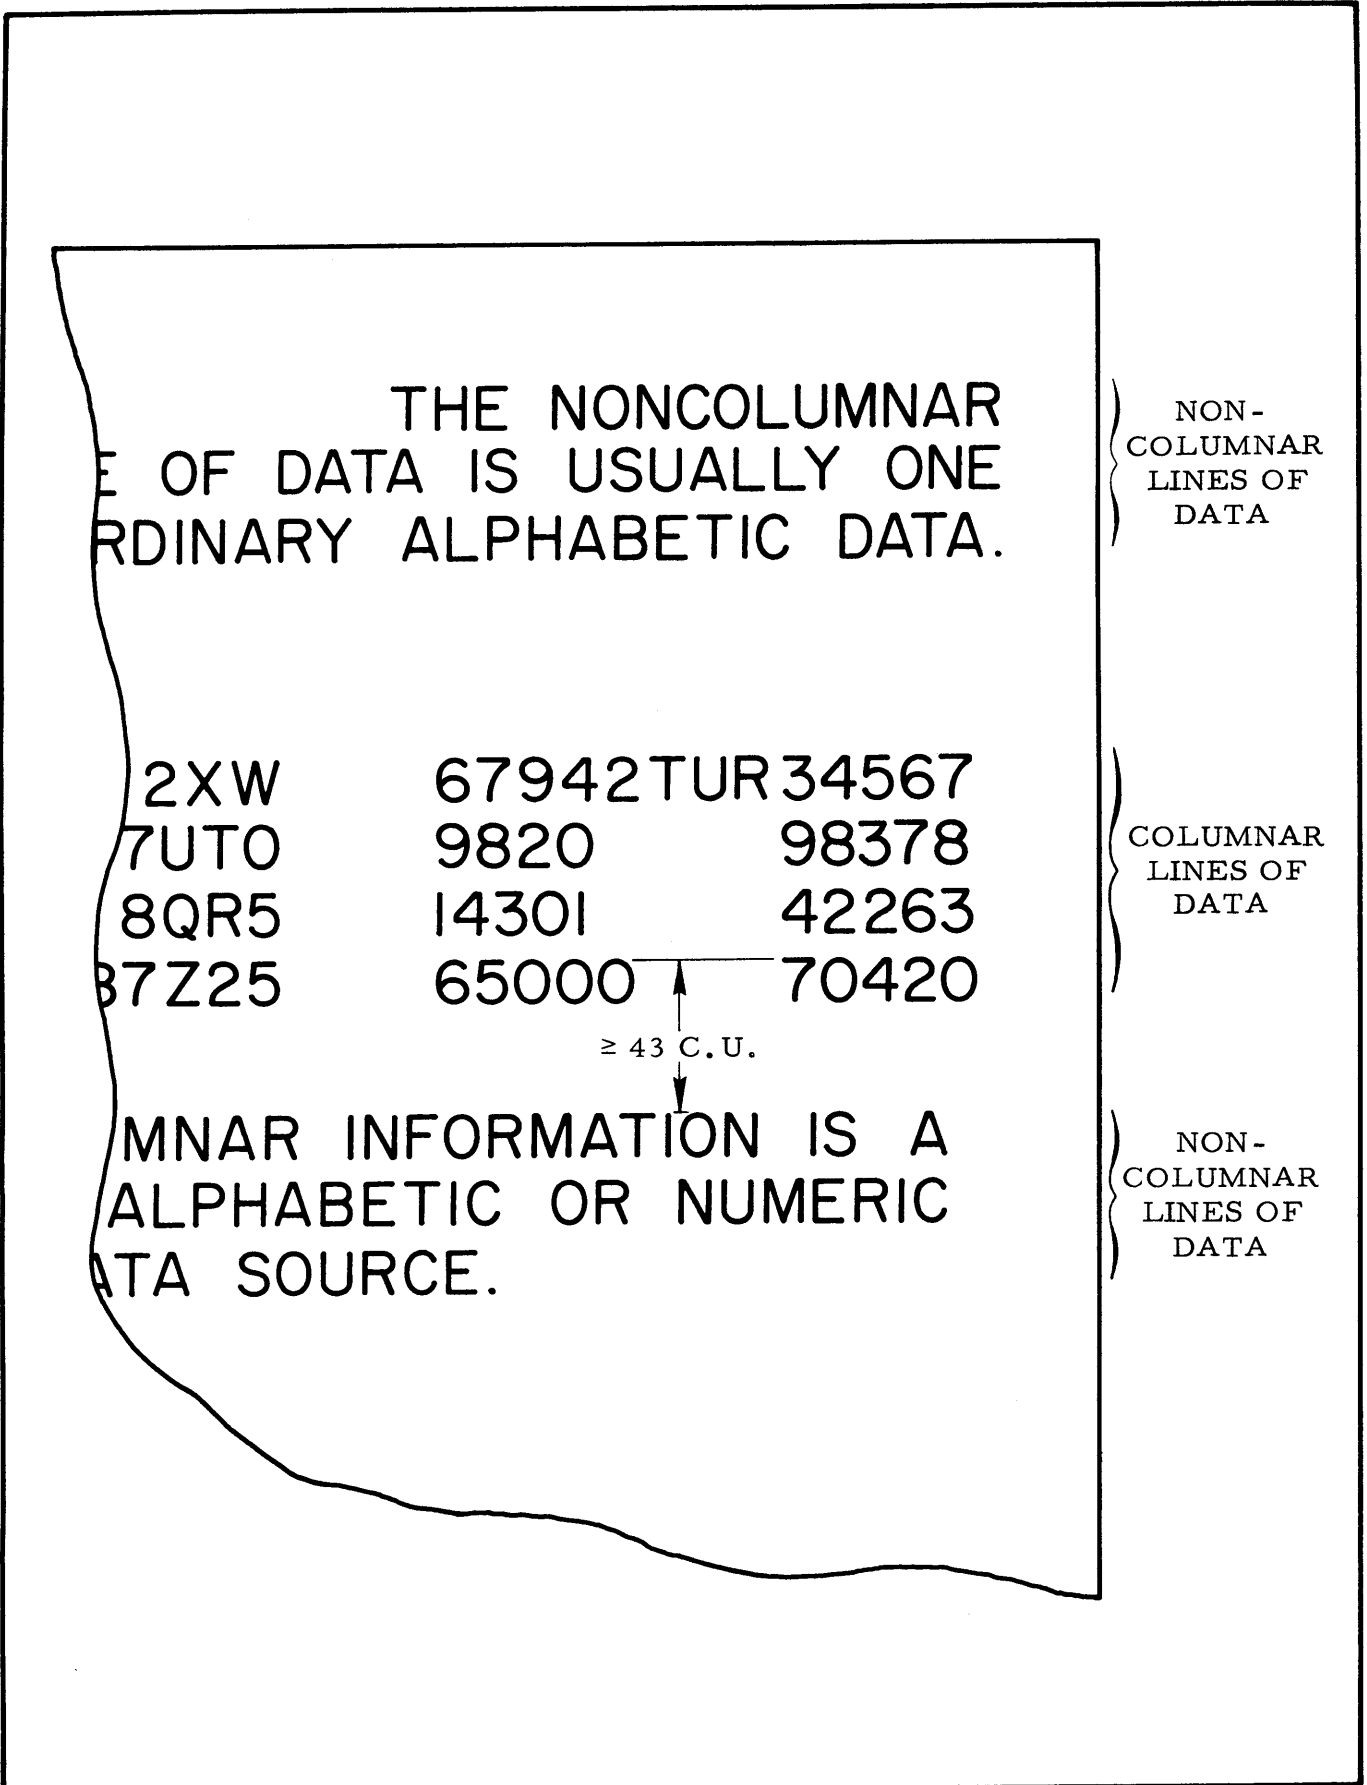 THE NONCOLUMNAR
E OF DATA IS USUALLY ONE
RDINARY ALPHABETIC DATA.
NON-
COLUMNAR
LINES OF
DATA
2XW 67942TUR34567
7UTO 9820 98378
8QR5 14301 42263
37Z25 65000 70420
COLUMNAR
LINES OF
DATA
≥ 43 C.U.
MNAR INFORMATION IS A
ALPHABETIC OR NUMERIC
ATA SOURCE.
NON-
COLUMNAR
LINES OF
DATA